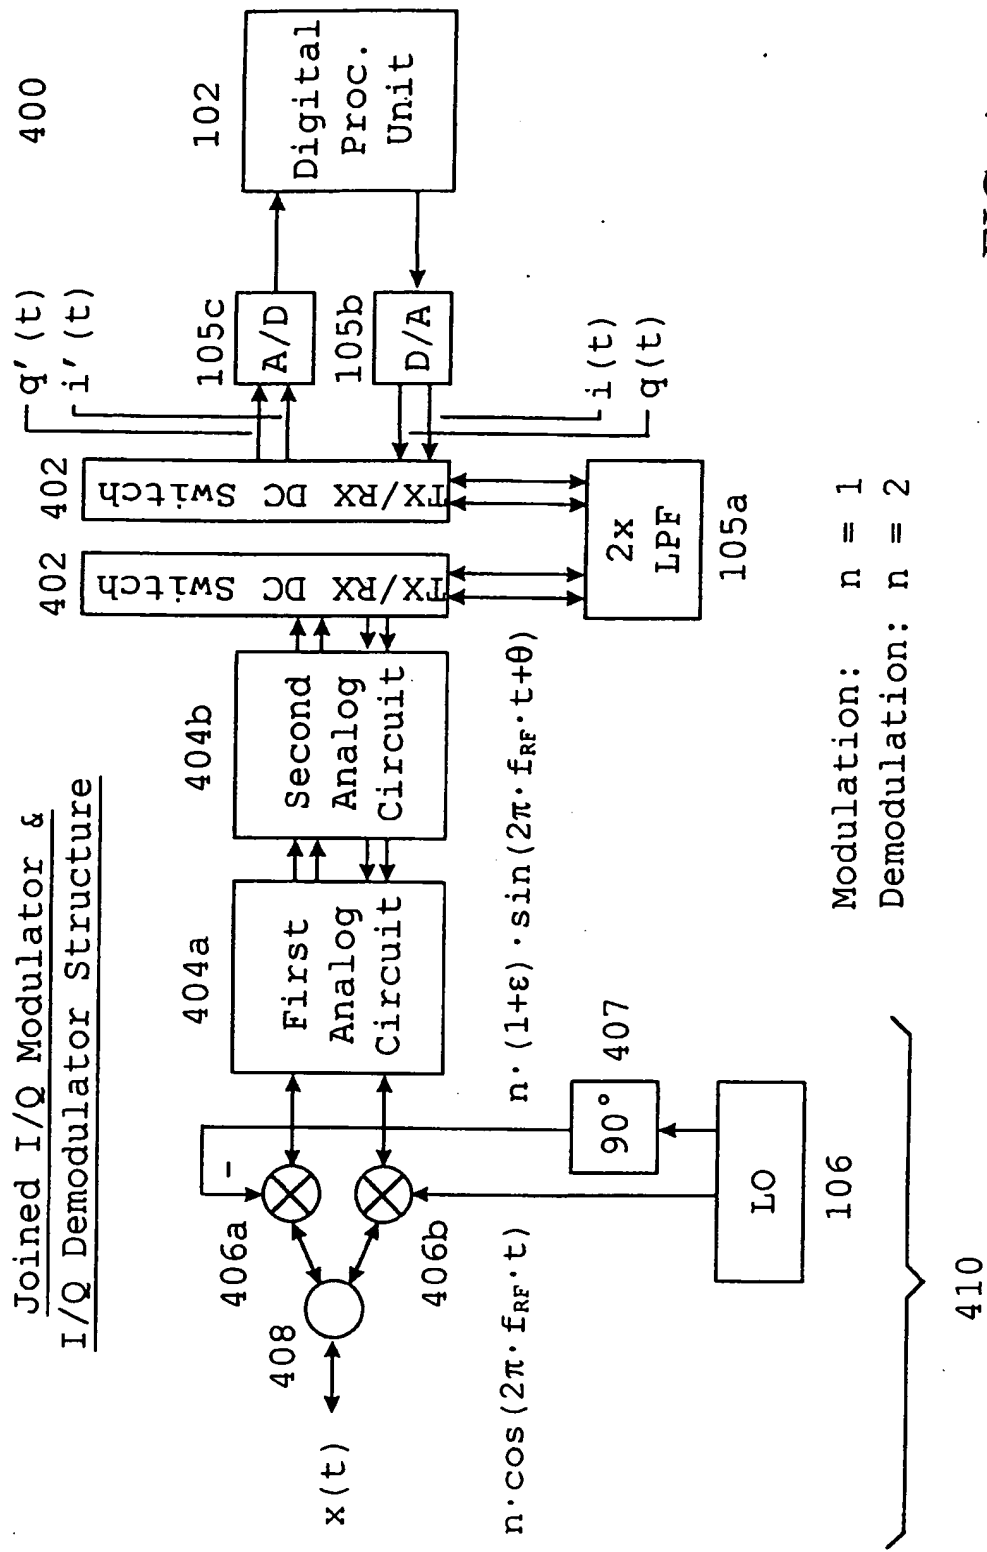 Joined I/Q Modulator &
I/Q Demodulator Structure
400
q'(t)
i'(t)
402
402
105c
102
404a
404b
406a
408
x(t)
First
Analog
Circuit
Second
Analog
Circuit
TX/RX DC Switch
TX/RX DC Switch
A/D
Digital
Proc.
Unit
105b
D/A
406b
-
n·cos(2π·fRF·t)
n·(1+ε)·sin(2π·fRF·t+θ)
90°
407
LO
106
2x
LPF
105a
i(t)
q(t)
Modulation: n = 1
Demodulation: n = 2
410